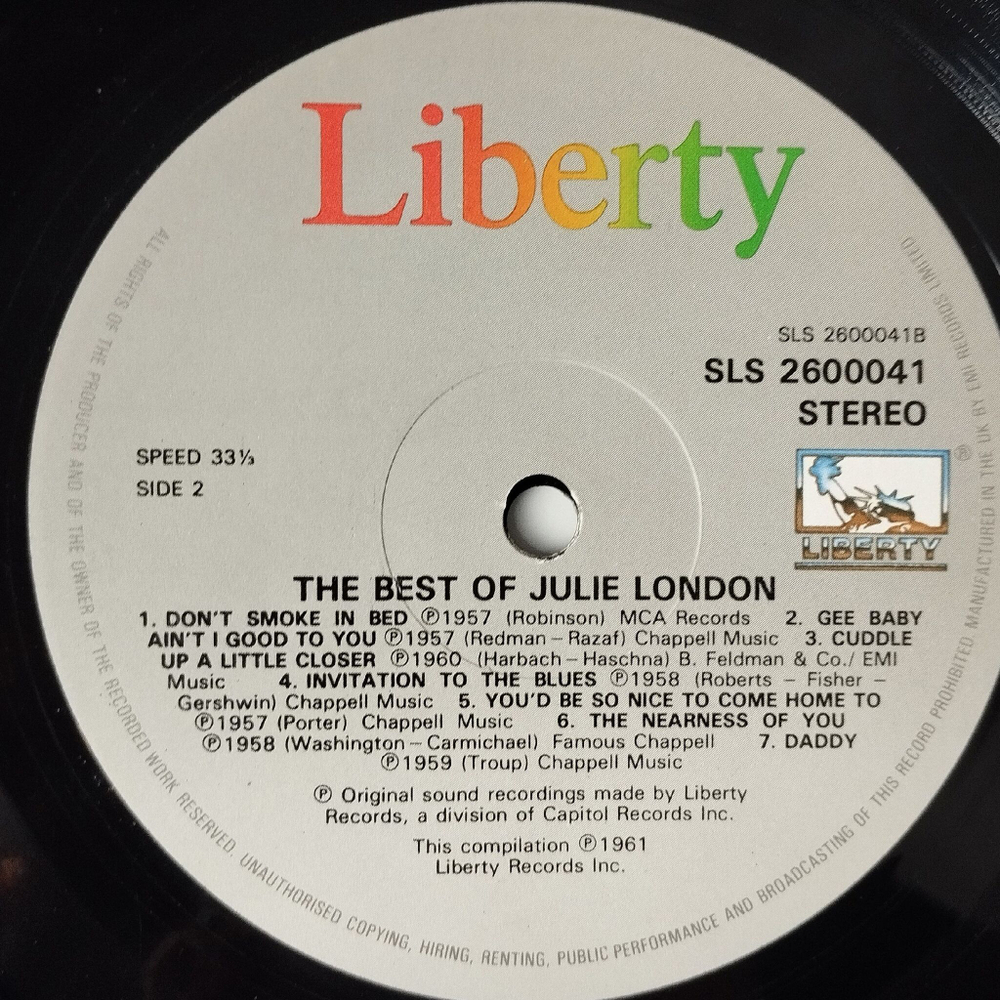 Liberty
SLS 2600041B
SLS 2600041
STEREO
SPEED 33⅓
SIDE 2
LIBERTY
®
THE BEST OF JULIE LONDON
1. DON'T SMOKE IN BED ℗1957 (Robinson) MCA Records 2. GEE BABY
AIN'T I GOOD TO YOU ℗1957 (Redman – Razaf) Chappell Music 3. CUDDLE
UP A LITTLE CLOSER ℗1960 (Harbach – Haschna) B. Feldman & Co./ EMI
Music 4. INVITATION TO THE BLUES ℗1958 (Roberts – Fisher –
Gershwin) Chappell Music 5. YOU'D BE SO NICE TO COME HOME TO
℗1957 (Porter) Chappell Music 6. THE NEARNESS OF YOU
℗1958 (Washington – Carmichael) Famous Chappell 7. DADDY
℗1959 (Troup) Chappell Music
℗ Original sound recordings made by Liberty
Records, a division of Capitol Records Inc.
This compilation ℗1961
Liberty Records Inc.
ALL RIGHTS OF THE PRODUCER AND OF THE OWNER OF THE RECORDED WORK RESERVED. UNAUTHORISED COPYING, HIRING, RENTING, PUBLIC PERFORMANCE AND BROADCASTING OF THIS RECORD PROHIBITED. MANUFACTURED IN THE UK BY EMI RECORDS LIMITED